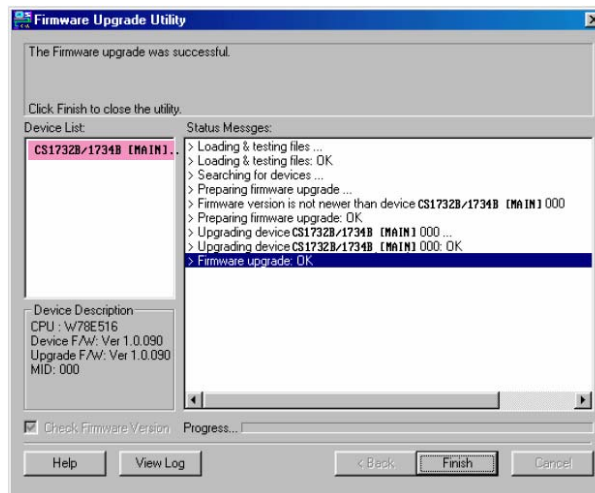 Firmware Upgrade Utility
The Firmware upgrade was successful.
Click Finish to close the utility.
Device List:
Status Messges:
CS1732B/1734B [MAIN]..
> Loading & testing files ...
> Loading & testing files: OK
> Searching for devices ...
> Preparing firmware upgrade ...
> Firmware version is not newer than device CS1732B/1734B [MAIN] 000
> Preparing firmware upgrade: OK
> Upgrading device CS1732B/1734B [MAIN] 000 ...
> Upgrading device CS1732B/1734B [MAIN] 000: OK
> Firmware upgrade: OK
Device Description
CPU : W78E516
Device F/W: Ver 1.0.090
Upgrade F/W: Ver 1.0.090
MID: 000
Check Firmware Version
Progress...
Help
View Log
< Back
Finish
Cancel